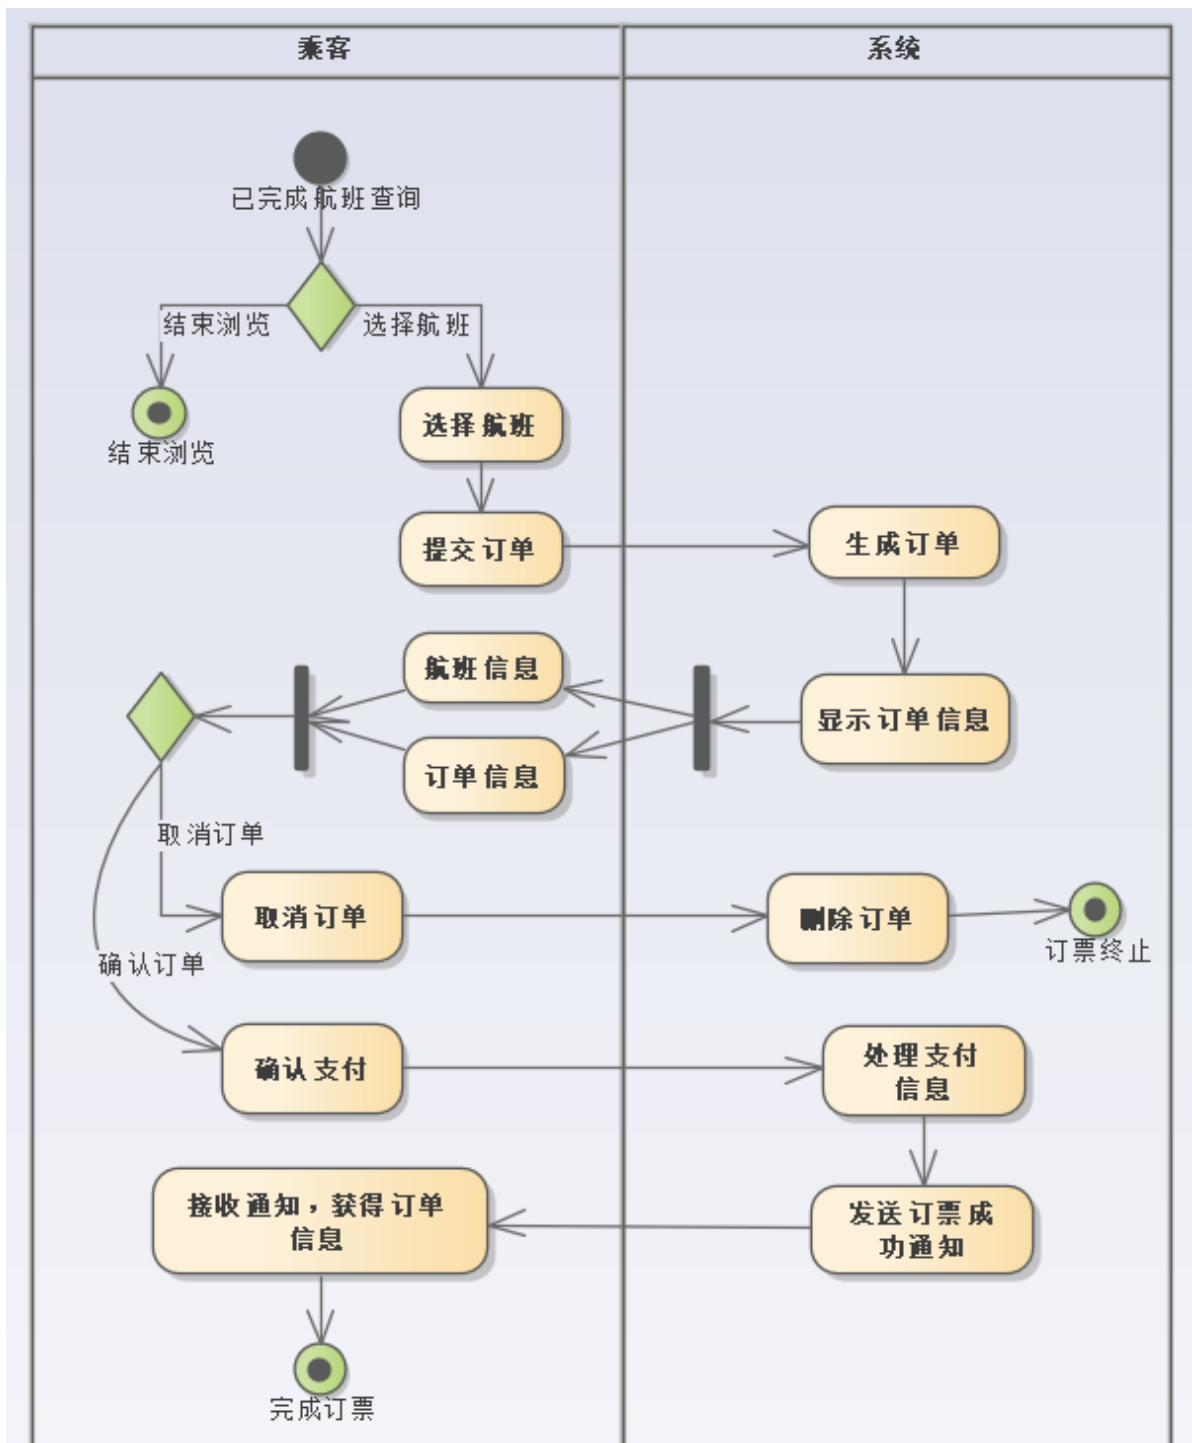 乘客
系统
已完成航班查询
结束浏览
选择航班
选择航班
结束浏览
提交订单
生成订单
航班信息
显示订单信息
订单信息
取消订单
取消订单
删除订单
订票终止
确认订单
确认支付
处理支付
信息
接收通知，获得订单
信息
发送订票成
功通知
完成订票